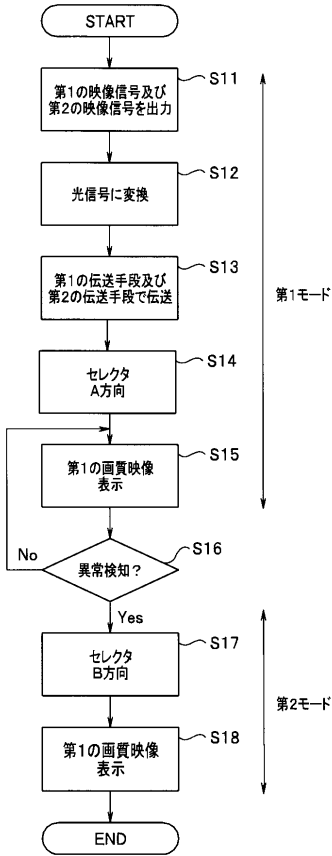 START
S11
第1の映像信号及び
第2の映像信号を出力
S12
光信号に変換
S13
第1の伝送手段及び
第2の伝送手段で伝送
第1モード
S14
セレクタ
A方向
S15
第1の画質映像
表示
S16
No
異常検知?
Yes
S17
セレクタ
B方向
第2モード
S18
第1の画質映像
表示
END